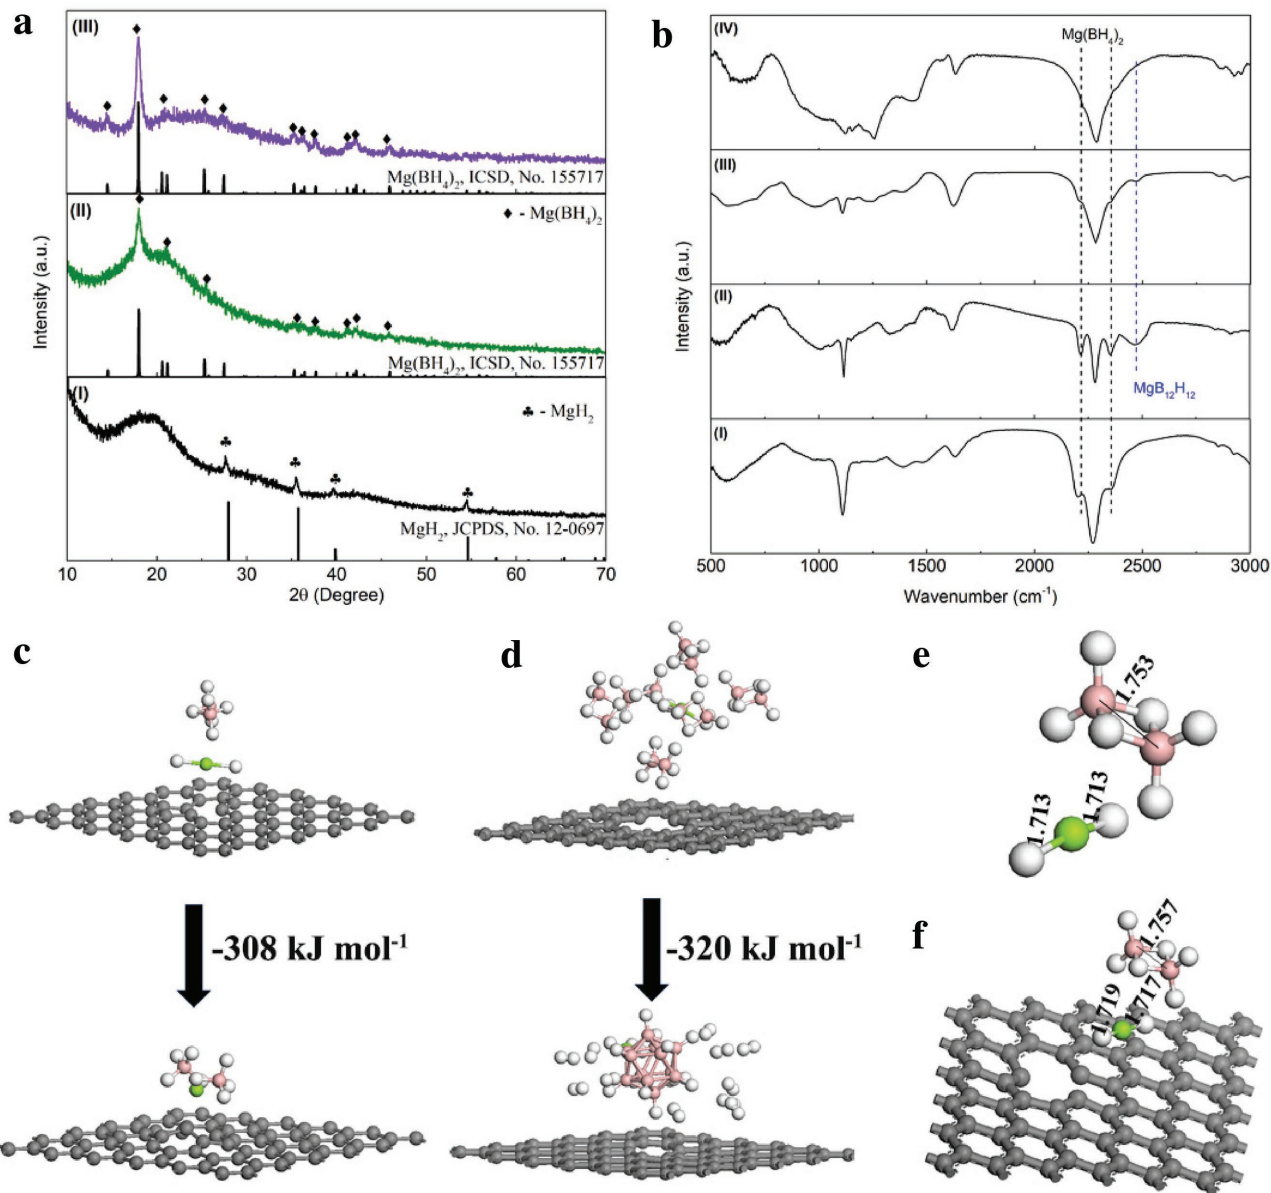 a
(III)
Mg(BH4)2, ICSD, No. 155717
(II)
♦ - Mg(BH4)2
Mg(BH4)2, ICSD, No. 155717
(I)
♣ - MgH2
MgH2, JCPDS, No. 12-0697
10 20 30 40 50 60 70
2θ (Degree)
Intensity (a.u.)
b
(IV)
Mg(BH4)2
(III)
(II)
MgB12H12
(I)
500 1000 1500 2000 2500 3000
Wavenumber (cm-1)
Intensity (a.u.)
c
-308 kJ mol-1
d
-320 kJ mol-1
e
1.753
1.713
1.713
f
1.757
1.719
1.717